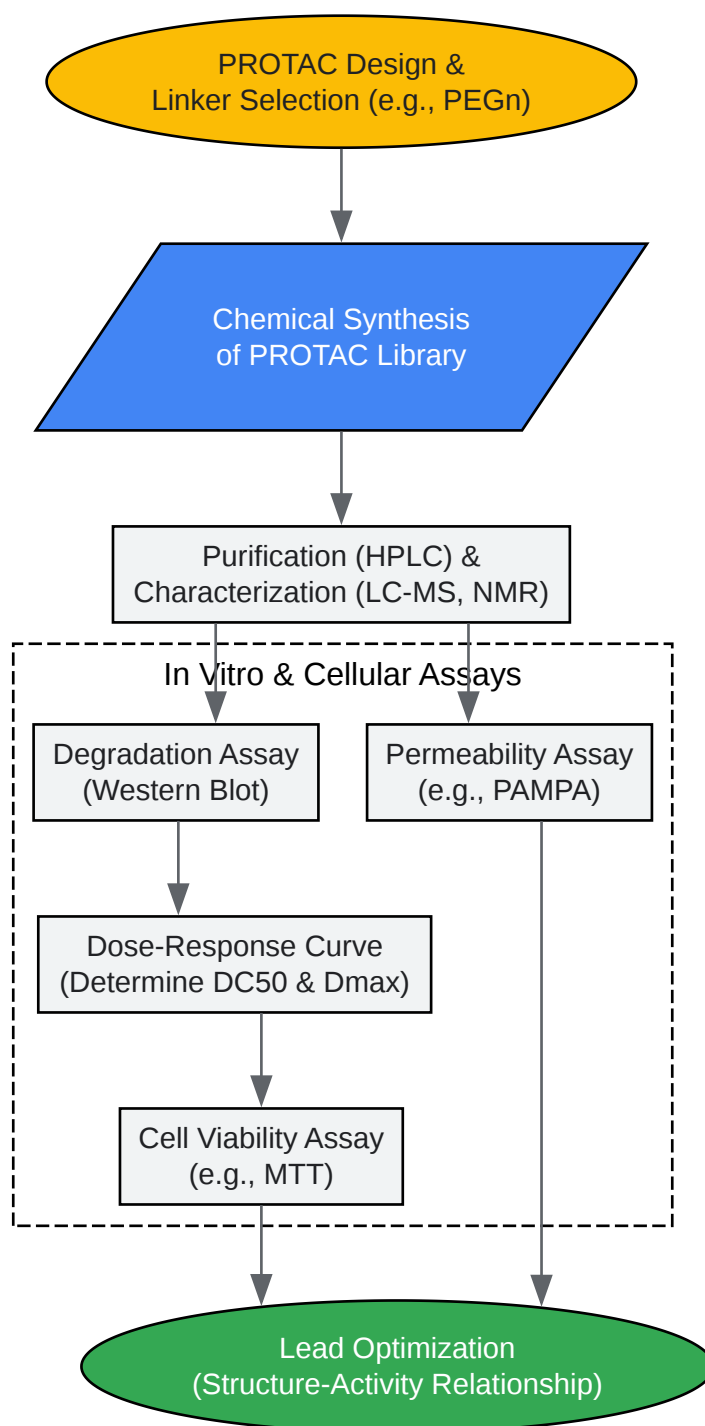 PROTAC Design &
Linker Selection (e.g., PEGn)
Chemical Synthesis
of PROTAC Library
Purification (HPLC) &
Characterization (LC-MS, NMR)
In Vitro & Cellular Assays
Degradation Assay
(Western Blot)
Permeability Assay
(e.g., PAMPA)
Dose-Response Curve
(Determine DC50 & Dmax)
Cell Viability Assay
(e.g., MTT)
Lead Optimization
(Structure-Activity Relationship)